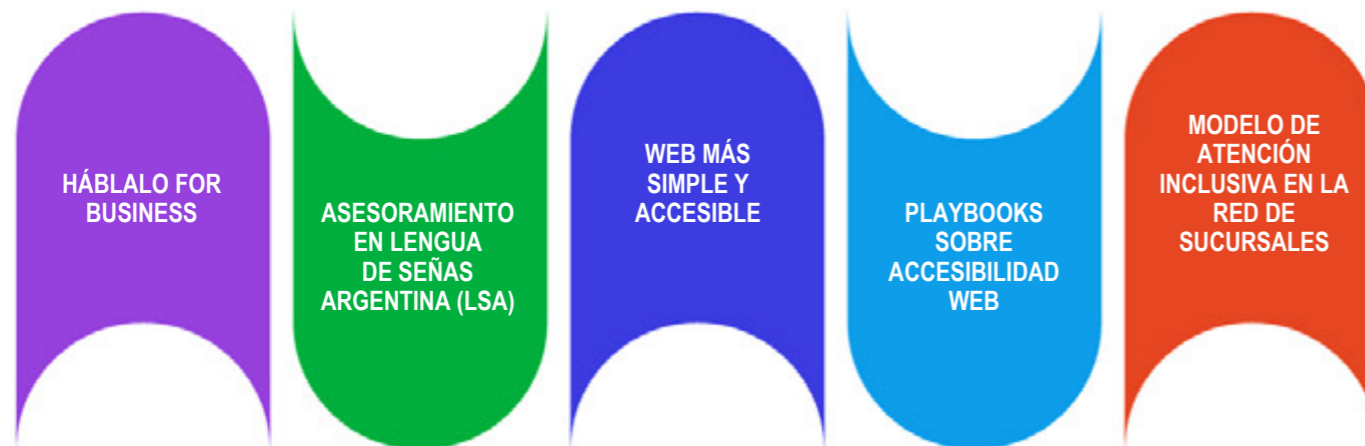 HÁBLALO FOR
BUSINESS
ASESORAMIENTO
EN LENGUA
DE SEÑAS
ARGENTINA (LSA)
WEB MÁS
SIMPLE Y
ACCESIBLE
PLAYBOOKS
SOBRE
ACCESIBILIDAD
WEB
MODELO DE
ATENCIÓN
INCLUSIVA EN LA
RED DE
SUCURSALES